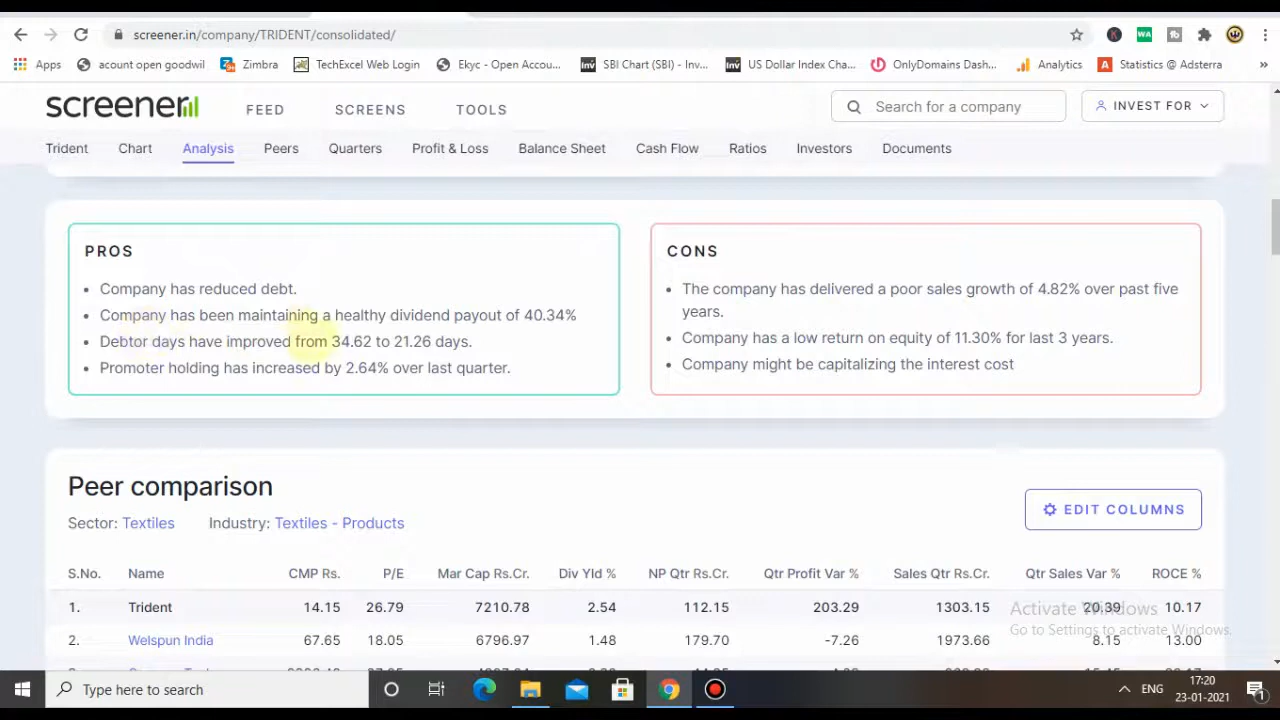 screener.in/company/TRIDENT/consolidated/
Apps acount open goodwil Zimbra TechExcel Web Login Ekyc - Open Accou... SBI Chart (SBI) - Inv... US Dollar Index Cha... OnlyDomains Dash... Analytics Statistics @ Adsterra »
screener FEED SCREENS TOOLS Search for a company INVEST FOR
Trident Chart Analysis Peers Quarters Profit & Loss Balance Sheet Cash Flow Ratios Investors Documents
PROS
• Company has reduced debt.
• Company has been maintaining a healthy dividend payout of 40.34%
• Debtor days have improved from 34.62 to 21.26 days.
• Promoter holding has increased by 2.64% over last quarter.
CONS
• The company has delivered a poor sales growth of 4.82% over past five
years.
• Company has a low return on equity of 11.30% for last 3 years.
• Company might be capitalizing the interest cost
Peer comparison
Sector: Textiles Industry: Textiles - Products
EDIT COLUMNS
S.No. Name CMP Rs. P/E Mar Cap Rs.Cr. Div Yld % NP Qtr Rs.Cr. Qtr Profit Var % Sales Qtr Rs.Cr. Qtr Sales Var % ROCE %
1. Trident 14.15 26.79 7210.78 2.54 112.15 203.29 1303.15 20.39 10.17
2. Welspun India 67.65 18.05 6796.97 1.48 179.70 -7.26 1973.66 8.15 13.00
Activate Windows
Go to Settings to activate Windows.
Type here to search
ENG
17:20
23-01-2021
1